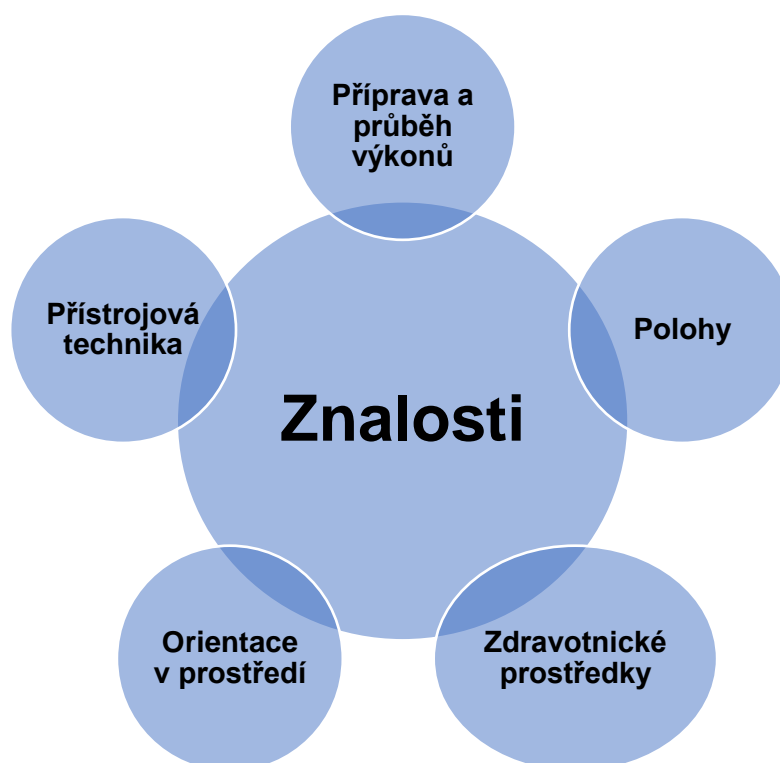 Příprava a
průběh
výkonů
Přístrojová
technika
Polohy
Znalosti
Orientace
v prostředí
Zdravotnické
prostředky